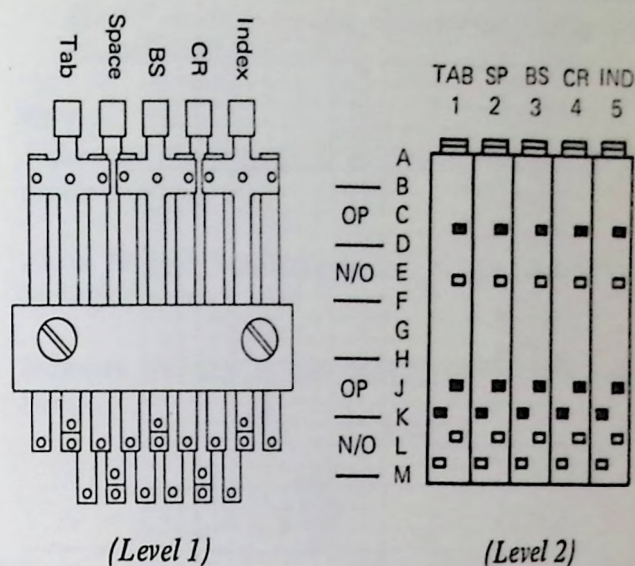 Tab Space BS CR Index
TAB SP BS CR IND
1 2 3 4 5
A
B
OP C
D
N/O E
F
G
H
OP J
K
N/O L
M
(Level 1) (Level 2)